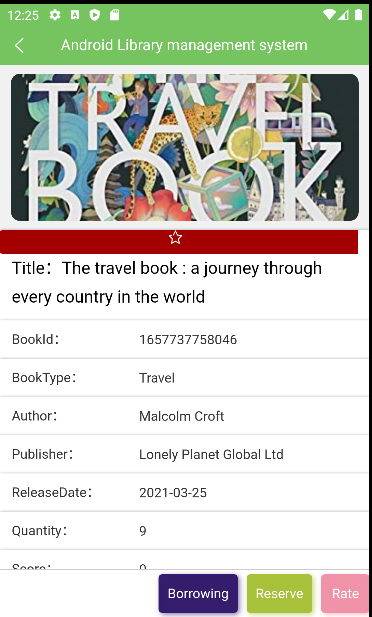 12:25
Android Library management system
TRAVEL
BOOK
Title：The travel book : a journey through
every country in the world
BookId： 1657737758046
BookType： Travel
Author： Malcolm Croft
Publisher： Lonely Planet Global Ltd
ReleaseDate： 2021-03-25
Quantity： 9
Score： 0
Borrowing Reserve Rate